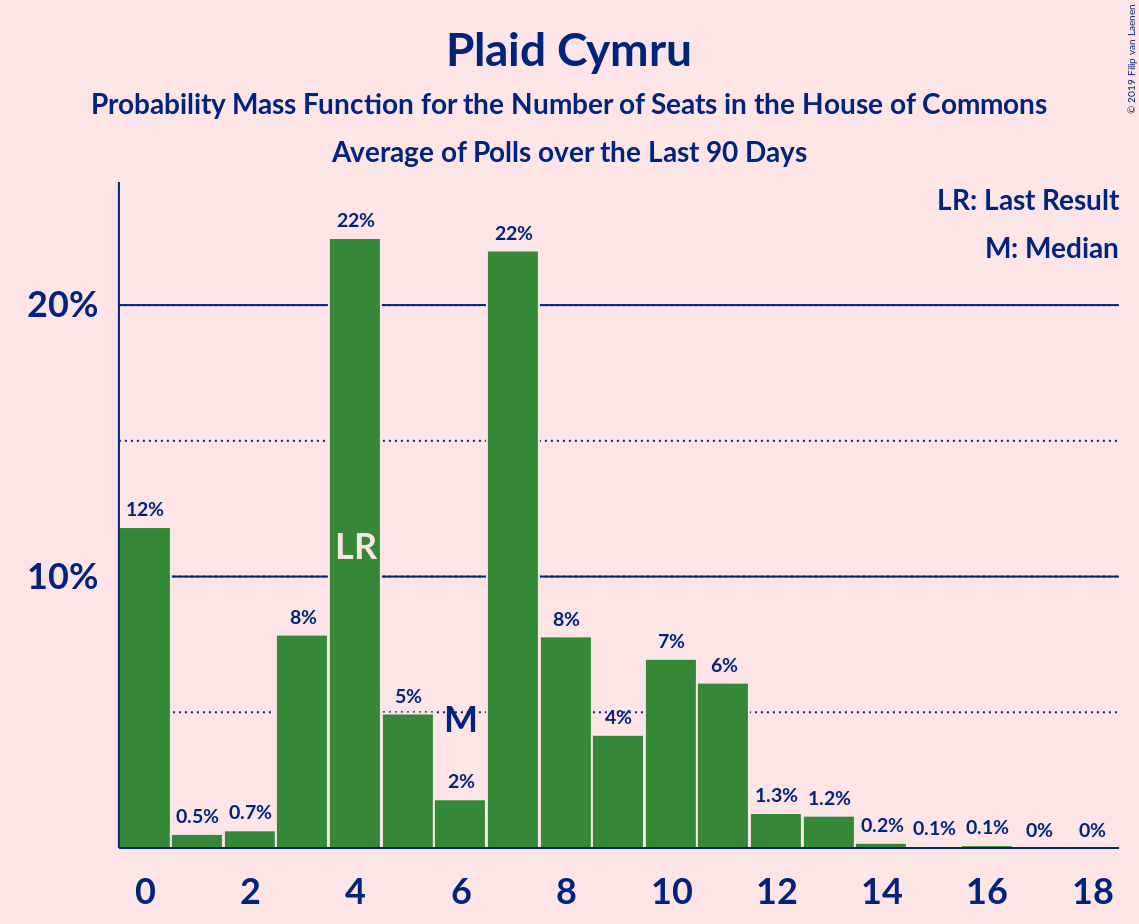 Plaid Cymru
Probability Mass Function for the Number of Seats in the House of Commons
Average of Polls over the Last 90 Days
© 2019 Filip van Laenen
LR: Last Result
M: Median
20%
10%
12%
0.5%
0.7%
8%
22%
5%
2%
22%
8%
4%
7%
6%
1.3%
1.2%
0.2%
0.1%
0.1%
0%
0%
LR
M
0 2 4 6 8 10 12 14 16 18